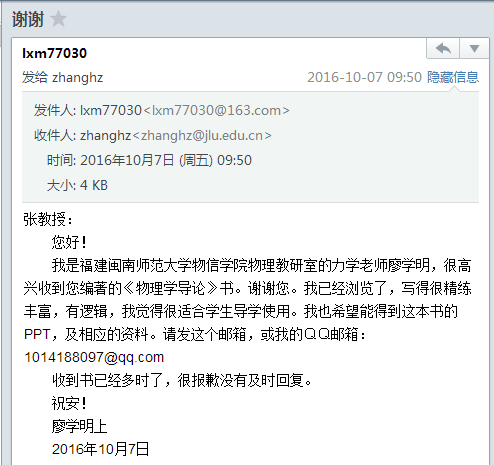 谢谢
lxm77030
发给 zhanghz 2016-10-07 09:50 隐藏信息
发件人: lxm77030<lxm77030@163.com>
收件人: zhanghz<zhanghz@jlu.edu.cn>
时间: 2016年10月7日 (周五) 09:50
大小: 4 KB
张教授：
您好！
我是福建闽南师范大学物信学院物理教研室的力学老师廖学明，很高
兴收到您编著的《物理学导论》书。谢谢您。我已经浏览了，写得很精练
丰富，有逻辑，我觉得很适合学生导学使用。我也希望能得到这本书的
PPT，及相应的资料。请发这个邮箱，或我的QQ邮箱：
1014188097@qq.com
收到书已经多时了，很报歉没有及时回复。
祝安！
廖学明上
2016年10月7日